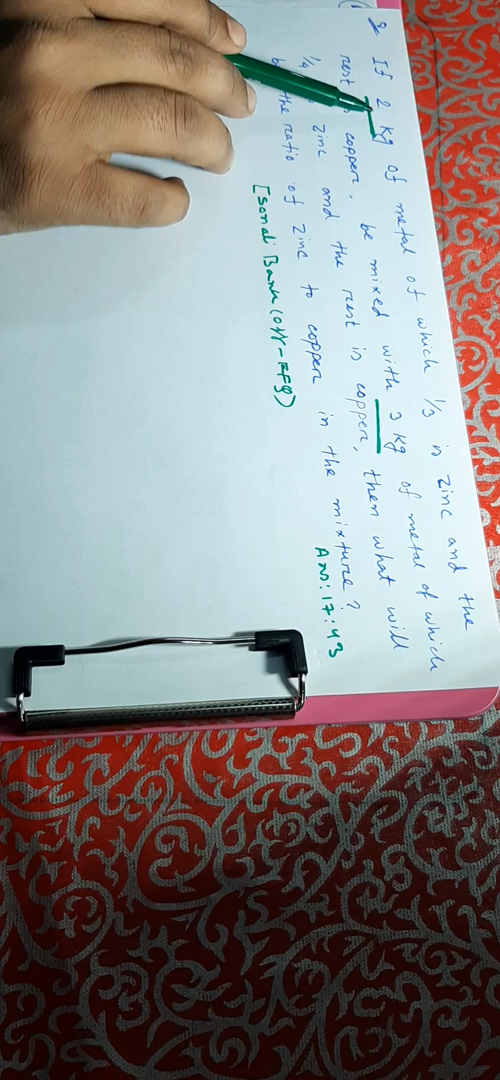 If 2 kg of metal of which 1/3 is zinc and the
rest copper, be mixed with 3 kg of metal of which
1/4 zinc and the rest is copper, then what will
the ratio of zinc to copper in the mixture?
Ans: 17:43
[Sonali Bank (off-FF